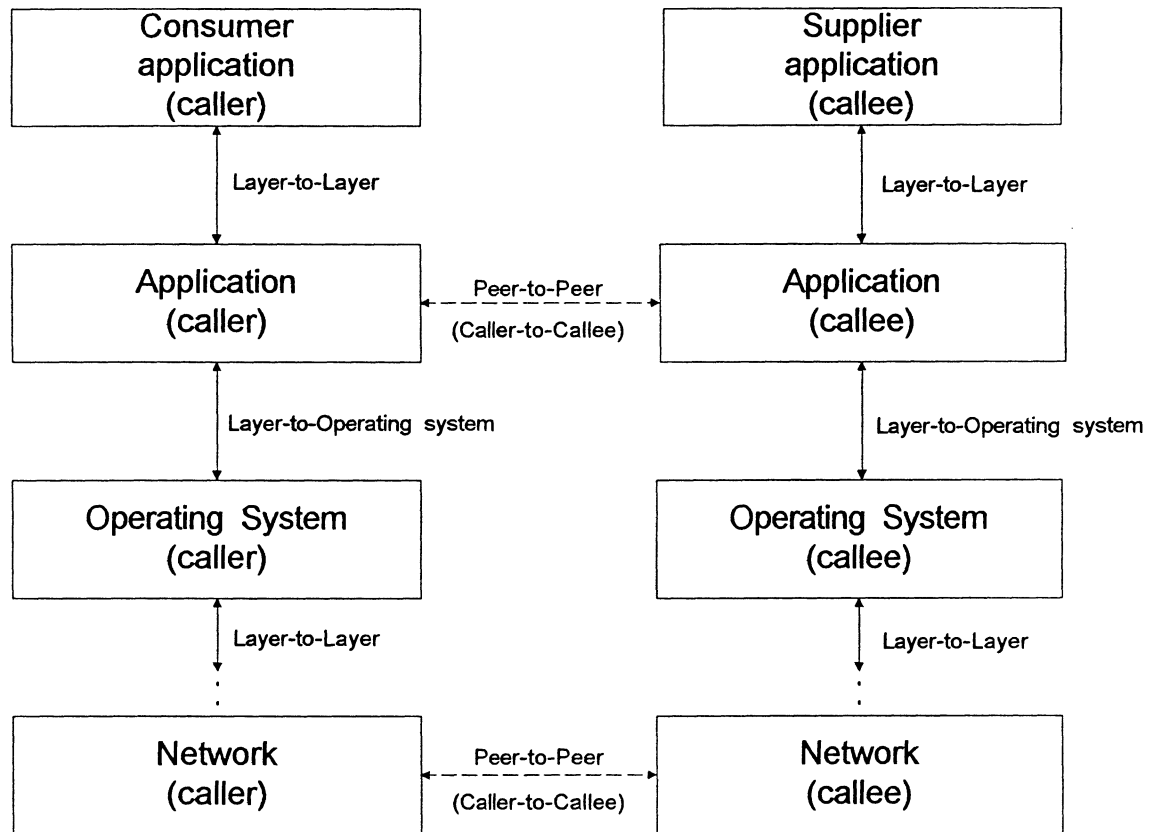 Consumer
application
(caller)
Supplier
application
(callee)
Layer-to-Layer
Layer-to-Layer
Application
(caller)
Peer-to-Peer
(Caller-to-Callee)
Application
(callee)
Layer-to-Operating system
Layer-to-Operating system
Operating System
(caller)
Operating System
(callee)
Layer-to-Layer
Layer-to-Layer
Network
(caller)
Peer-to-Peer
(Caller-to-Callee)
Network
(callee)